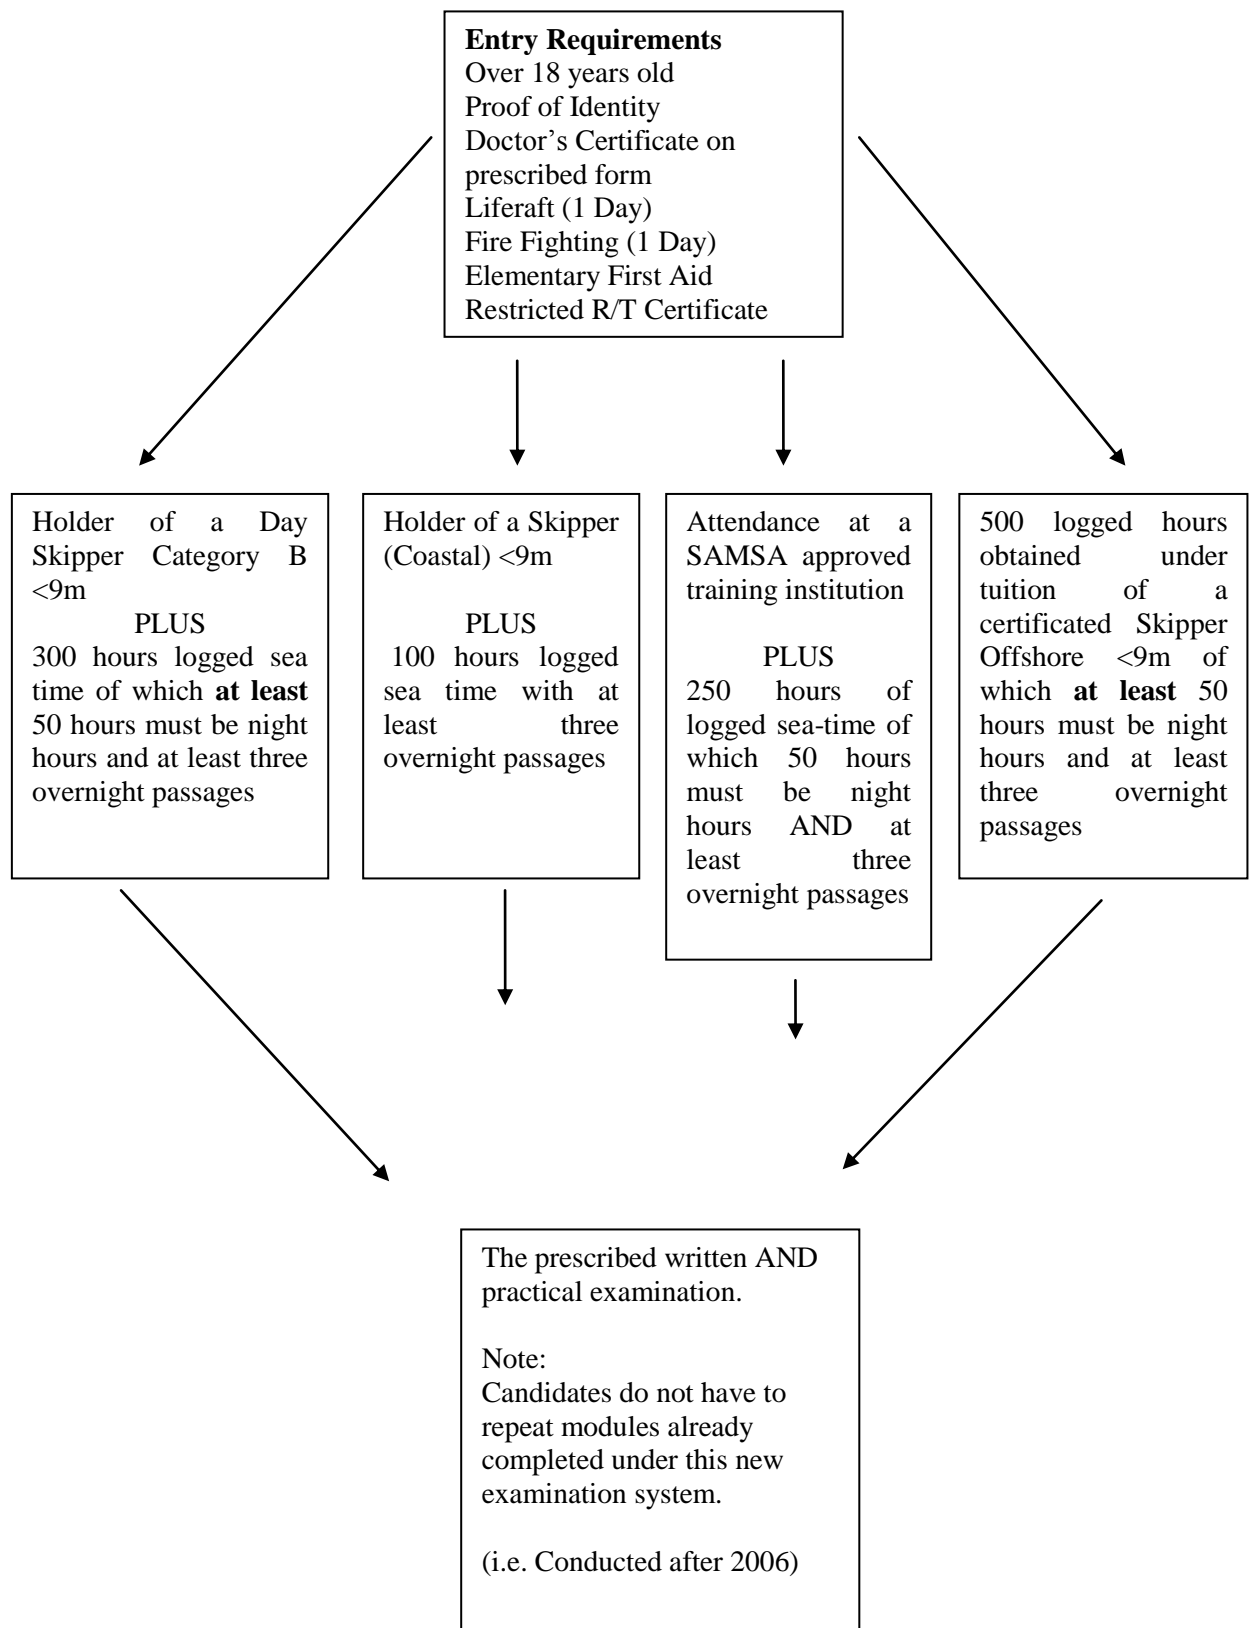 Entry Requirements
Over 18 years old
Proof of Identity
Doctor’s Certificate on
prescribed form
Liferaft (1 Day)
Fire Fighting (1 Day)
Elementary First Aid
Restricted R/T Certificate
Holder of a Day
Skipper Category B
<9m
PLUS
300 hours logged sea
time of which at least
50 hours must be night
hours and at least three
overnight passages
Holder of a Skipper
(Coastal) <9m
PLUS
100 hours logged
sea time with at
least three
overnight passages
Attendance at a
SAMSA approved
training institution
PLUS
250 hours of
logged sea-time of
which 50 hours
must be night
hours AND at
least three
overnight passages
500 logged hours
obtained under
tuition of a
certificated Skipper
Offshore <9m of
which at least 50
hours must be night
hours and at least
three overnight
passages
The prescribed written AND
practical examination.
Note:
Candidates do not have to
repeat modules already
completed under this new
examination system.
(i.e. Conducted after 2006)